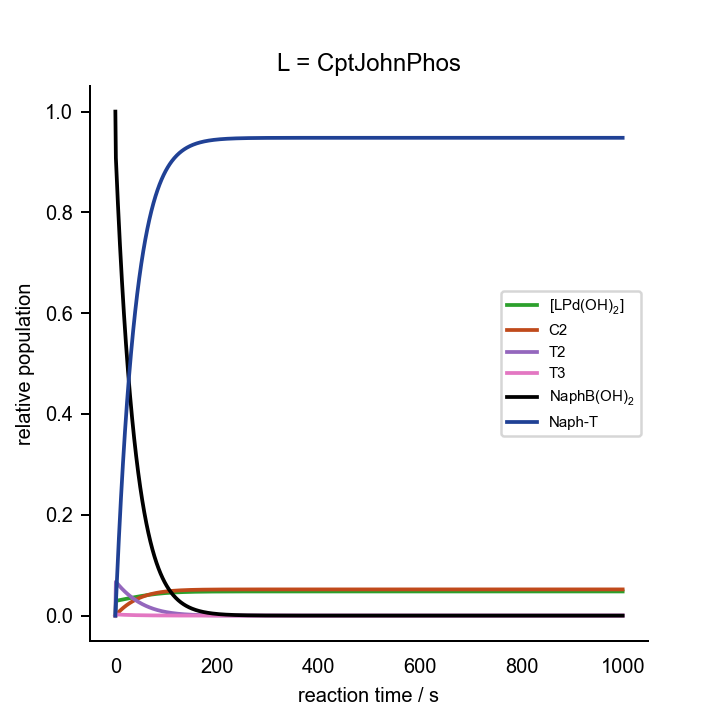 L = CptJohnPhos
1.0
0.8
0.6
0.4
0.2
0.0
relative population
[LPd(OH)₂]
C2
T2
T3
NaphB(OH)₂
Naph-T
0 200 400 600 800 1000
reaction time / s